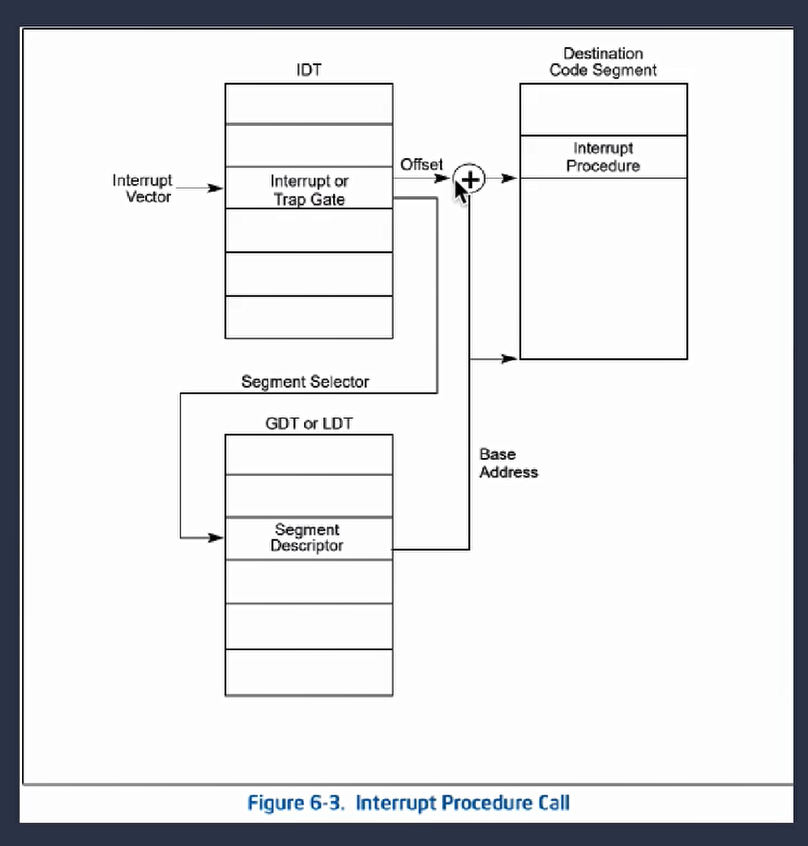 IDT
Destination
Code Segment
Interrupt
Vector
Interrupt or
Trap Gate
Offset
+
Interrupt
Procedure
Segment Selector
GDT or LDT
Base
Address
Segment
Descriptor
Figure 6-3. Interrupt Procedure Call